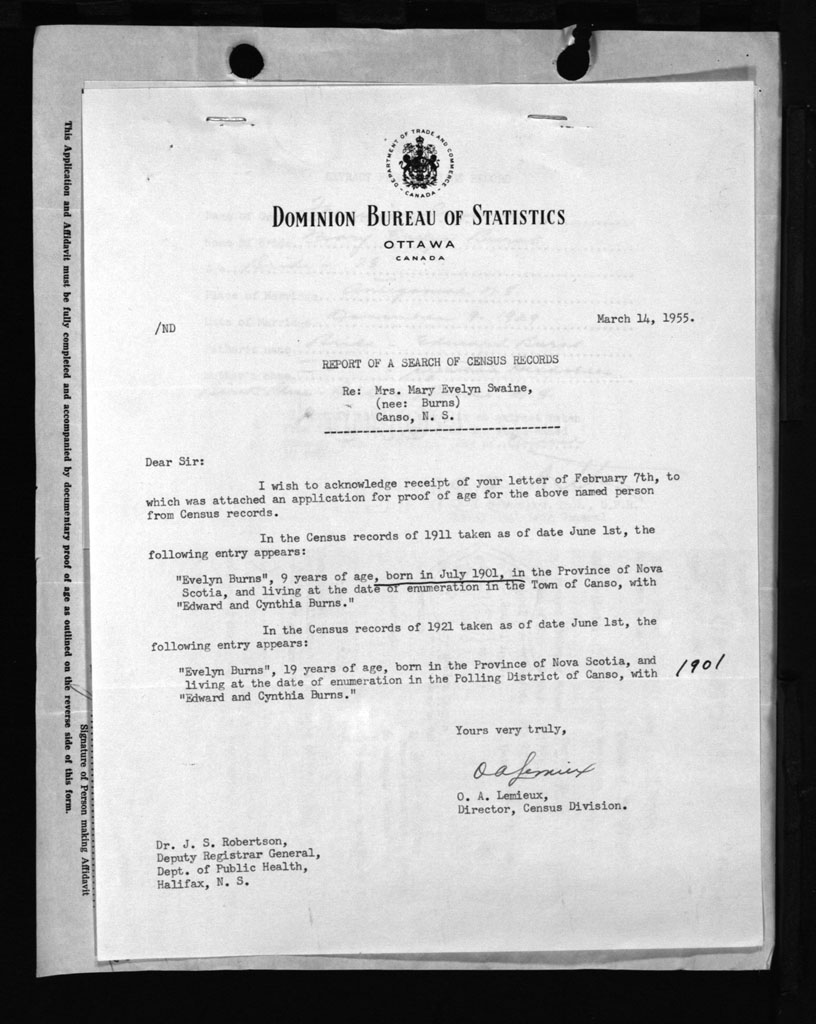 DEPARTMENT OF TRADE AND COMMERCE
CANADA
DOMINION BUREAU OF STATISTICS
OTTAWA
CANADA
/ND
March 14, 1955.
REPORT OF A SEARCH OF CENSUS RECORDS
Re: Mrs. Mary Evelyn Swaine,
(nee: Burns)
Canso, N. S.
Dear Sir:
I wish to acknowledge receipt of your letter of February 7th, to
which was attached an application for proof of age for the above named person
from Census records.
In the Census records of 1911 taken as of date June 1st, the
following entry appears:
"Evelyn Burns", 9 years of age, born in July 1901, in the Province of Nova
Scotia, and living at the date of enumeration in the Town of Canso, with
"Edward and Cynthia Burns."
In the Census records of 1921 taken as of date June 1st, the
following entry appears:
"Evelyn Burns", 19 years of age, born in the Province of Nova Scotia, and
living at the date of enumeration in the Polling District of Canso, with
"Edward and Cynthia Burns."
1901
Yours very truly,
O A Lemieux
O. A. Lemieux,
Director, Census Division.
Dr. J. S. Robertson,
Deputy Registrar General,
Dept. of Public Health,
Halifax, N. S.
This Application and Affidavit must be fully completed and accompanied by documentary proof of age as outlined on the reverse side of this form.
Signature of Person making Affidavit